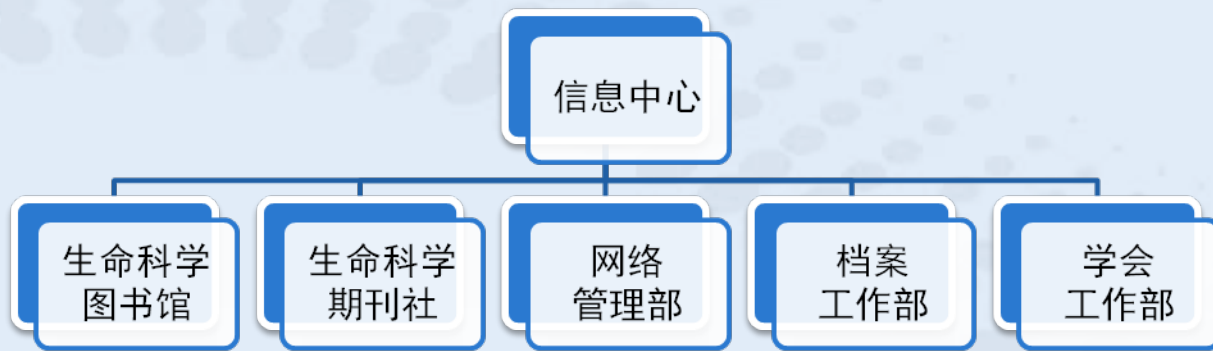 信息中心
生命科学
图书馆
生命科学
期刊社
网络
管理部
档案
工作部
学会
工作部